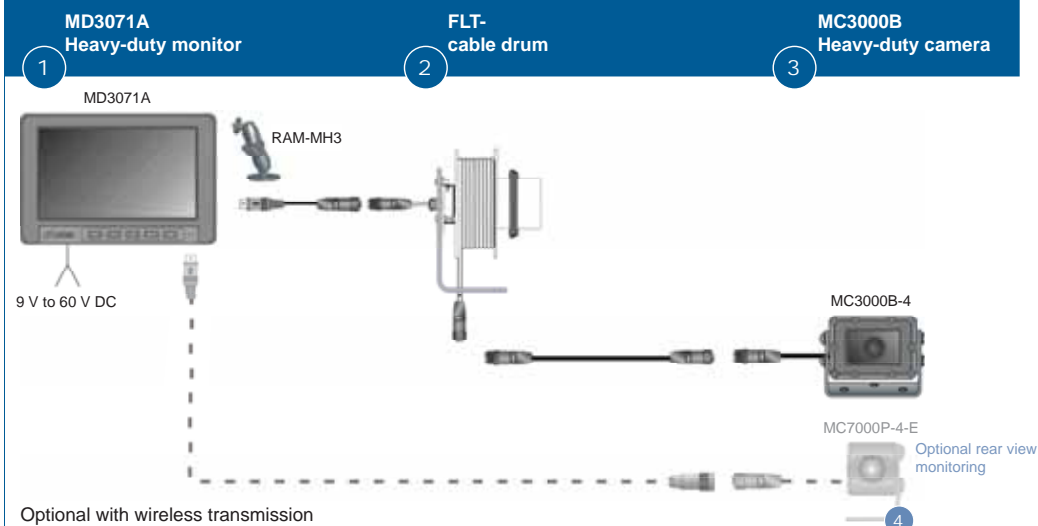 MD3071A
Heavy-duty monitor
1
FLT-
cable drum
2
MC3000B
Heavy-duty camera
3
MD3071A
RAM-MH3
9 V to 60 V DC
MC3000B-4
MC7000P-4-E
Optional rear view
monitoring
4
Optional with wireless transmission